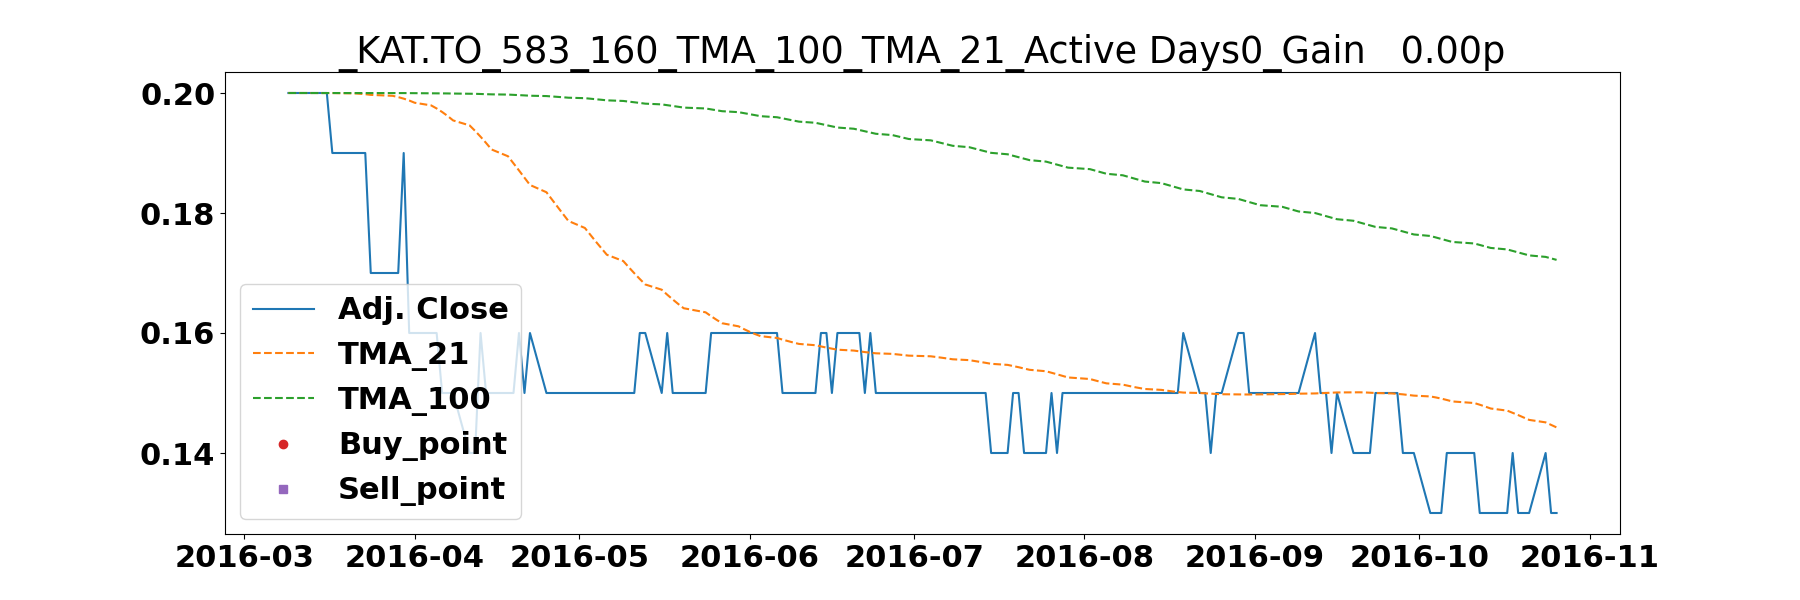 _KAT.TO_583_160_TMA_100_TMA_21_Active Days0_Gain   0.00p
0.20
0.18
0.16
0.14
Adj. Close
TMA_21
TMA_100
Buy_point
Sell_point
2016-03 2016-04 2016-05 2016-06 2016-07 2016-08 2016-09 2016-10 2016-11